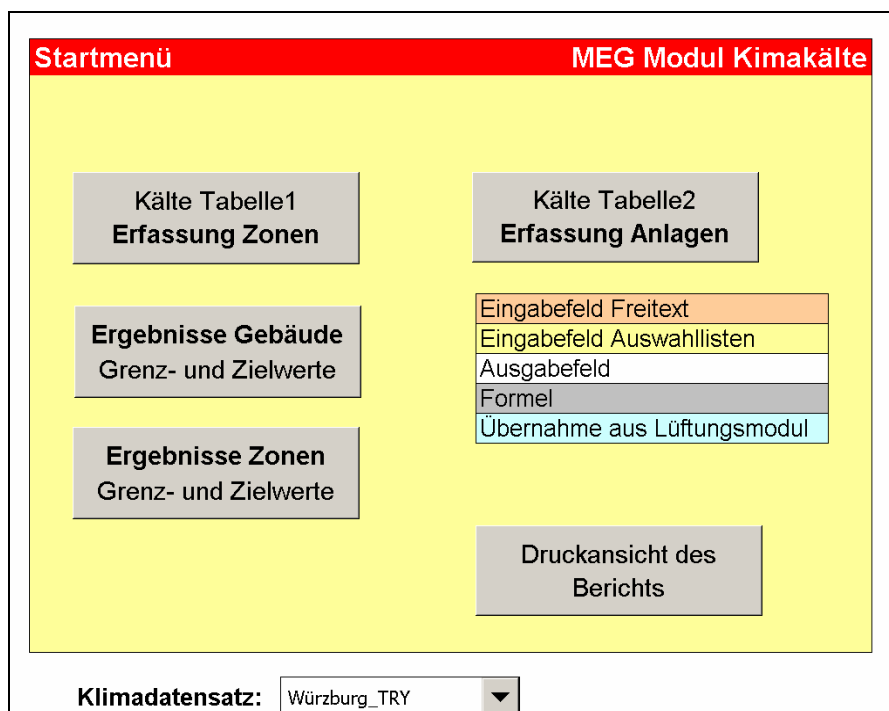 Startmenü MEG Modul Kimakälte
Kälte Tabelle1
Erfassung Zonen
Kälte Tabelle2
Erfassung Anlagen
Ergebnisse Gebäude
Grenz- und Zielwerte
Eingabefeld Freitext
Eingabefeld Auswahllisten
Ausgabefeld
Formel
Übernahme aus Lüftungsmodul
Ergebnisse Zonen
Grenz- und Zielwerte
Druckansicht des
Berichts
Klimadatensatz: Würzburg_TRY